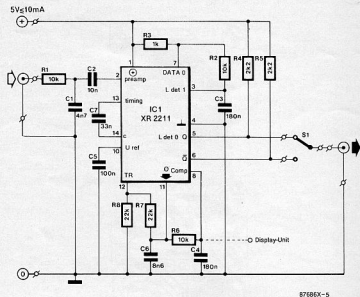 5V≤10mA
R3
1k
R1
10k
C2
10n
2
1
7
preamp
DATA 0
R2
10k
R4
2k2
R5
2k2
L det 1
3
C1
4n7
C7
33n
13
timing
14
c
IC1
XR 2211
C3
180n
4
L det 0
Q
5
S1
10
U ref
Q
6
C5
100n
Comp
8
TR
12
11
R8
22k
R7
22k
R6
10k
Display-Unit
C6
8n6
C4
180n
0
87686X-5